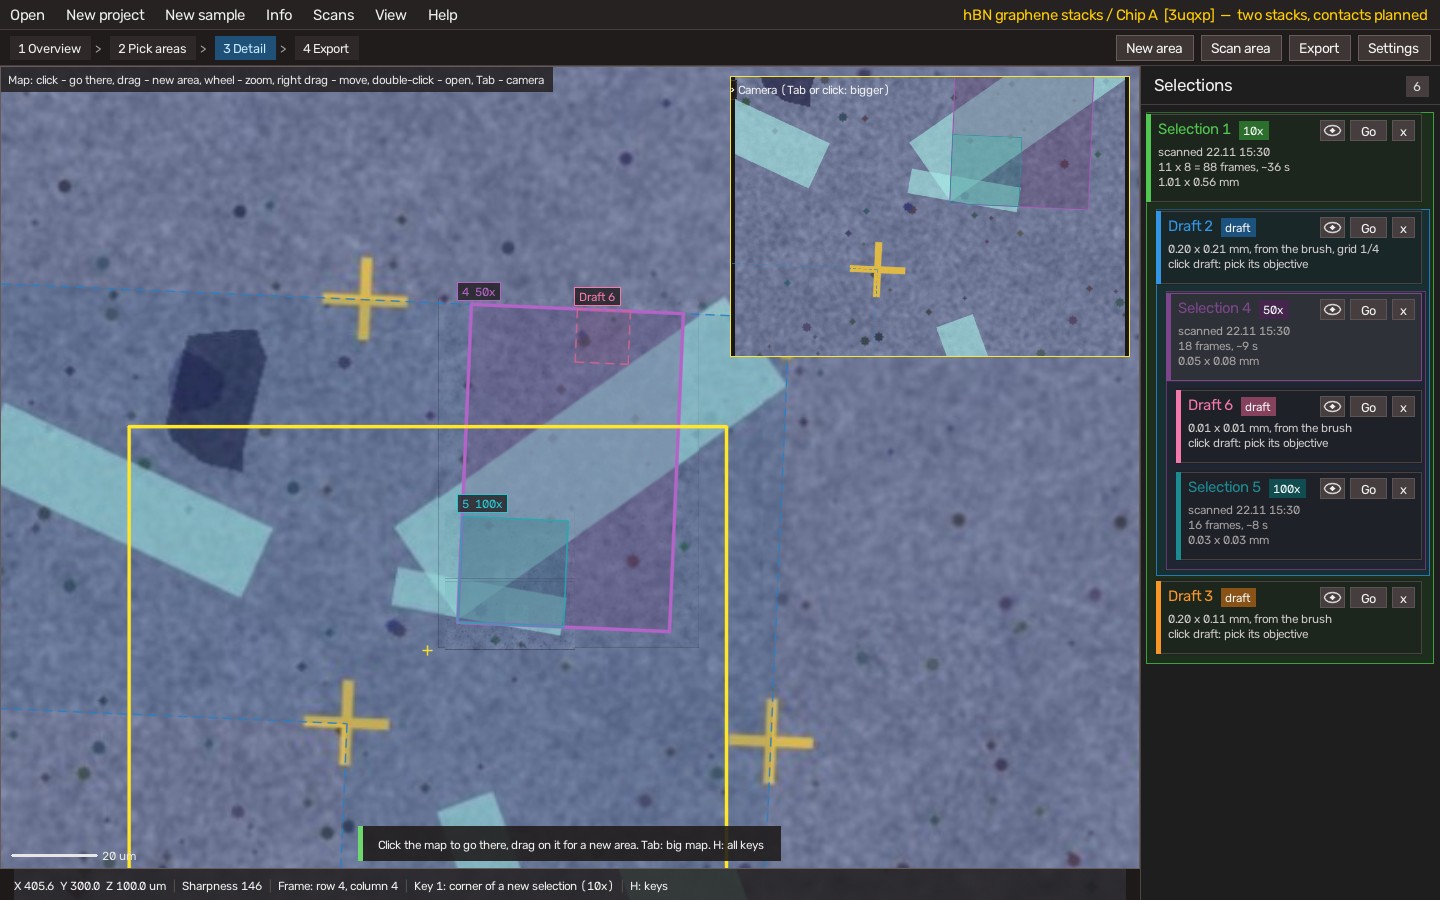 Open New project New sample Info Scans View Help
hBN graphene stacks / Chip A [3uqxp] — two stacks, contacts planned
1 Overview > 2 Pick areas > 3 Detail > 4 Export
New area Scan area Export Settings
Map: click - go there, drag - new area, wheel - zoom, right drag - move, double-click - open, Tab - camera
Camera (Tab or click: bigger)
4 50x
Draft 6
5 100x
20 um
Click the map to go there, drag on it for a new area. Tab: big map. H: all keys
X 405.6 Y 300.0 Z 100.0 um Sharpness 146 Frame: row 4, column 4 Key 1: corner of a new selection (10x) H: keys
Selections 6
Selection 1 10x Go x
scanned 22.11 15:30
11 x 8 = 88 frames, ~36 s
1.01 x 0.56 mm
Draft 2 draft Go x
0.20 x 0.21 mm, from the brush, grid 1/4
click draft: pick its objective
Selection 4 50x Go x
scanned 22.11 15:30
18 frames, ~9 s
0.05 x 0.08 mm
Draft 6 draft Go x
0.01 x 0.01 mm, from the brush
click draft: pick its objective
Selection 5 100x Go x
scanned 22.11 15:30
16 frames, ~8 s
0.03 x 0.03 mm
Draft 3 draft Go x
0.20 x 0.11 mm, from the brush
click draft: pick its objective